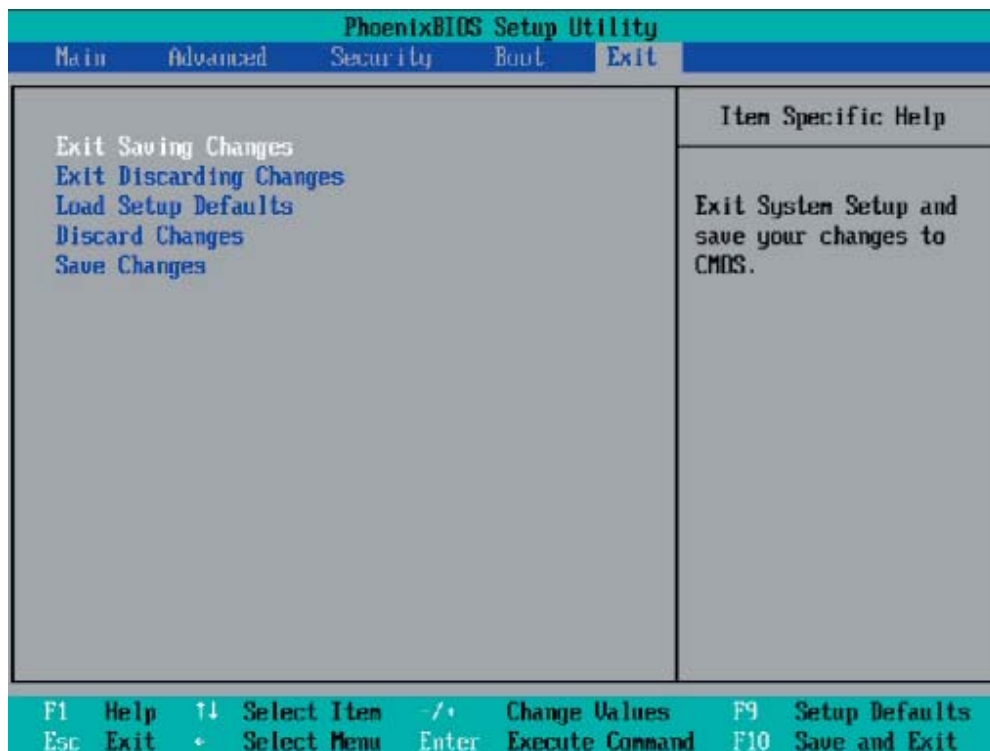 PhoenixBIOS Setup Utility
Main Advanced Security Boot Exit
Item Specific Help
Exit Saving Changes
Exit Discarding Changes
Load Setup Defaults
Discard Changes
Save Changes
Exit System Setup and
save your changes to
CMOS.
F1 Help ↑↓ Select Item -/+ Change Values F9 Setup Defaults
Esc Exit ← Select Menu Enter Execute Command F10 Save and Exit